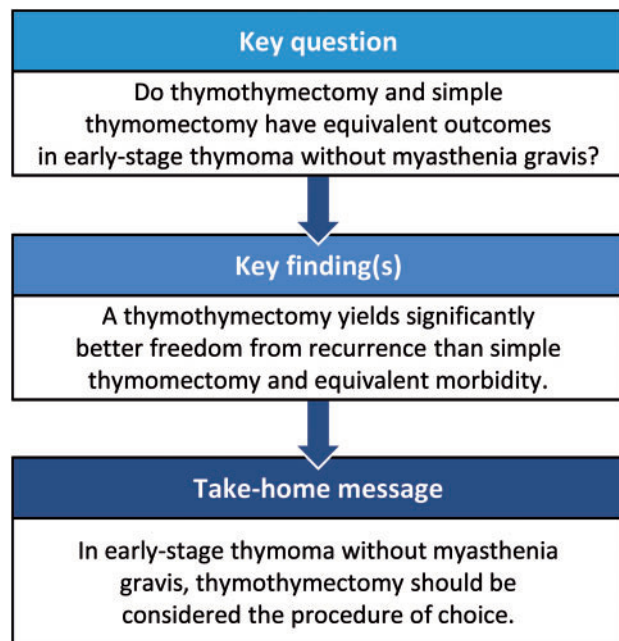 Key question
Do thymothymectomy and simple
thymomectomy have equivalent outcomes
in early-stage thymoma without myasthenia gravis?
Key finding(s)
A thymothymectomy yields significantly
better freedom from recurrence than simple
thymomectomy and equivalent morbidity.
Take-home message
In early-stage thymoma without myasthenia
gravis, thymothymectomy should be
considered the procedure of choice.